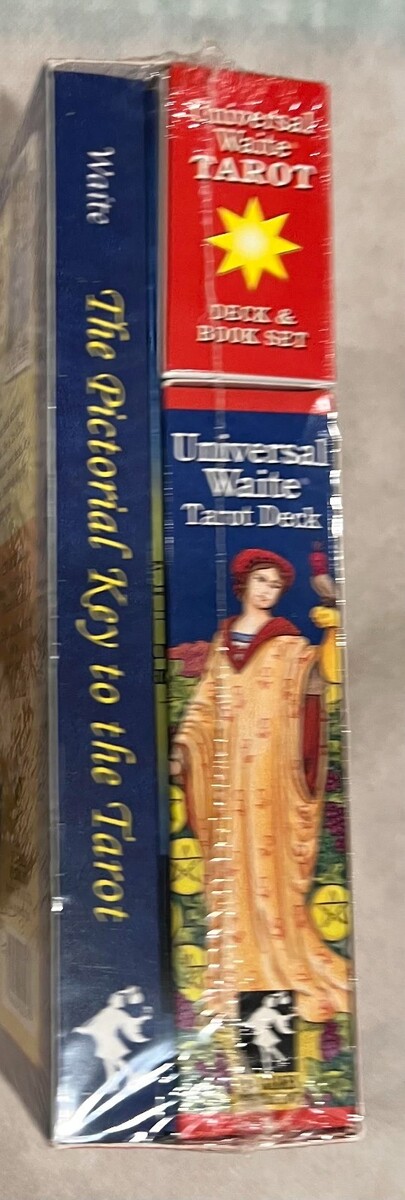 Waite
The Pictorial Key to the Tarot
Universal
Waite
TAROT
DECK &
BOOK SET
Universal
Waite
Tarot Deck